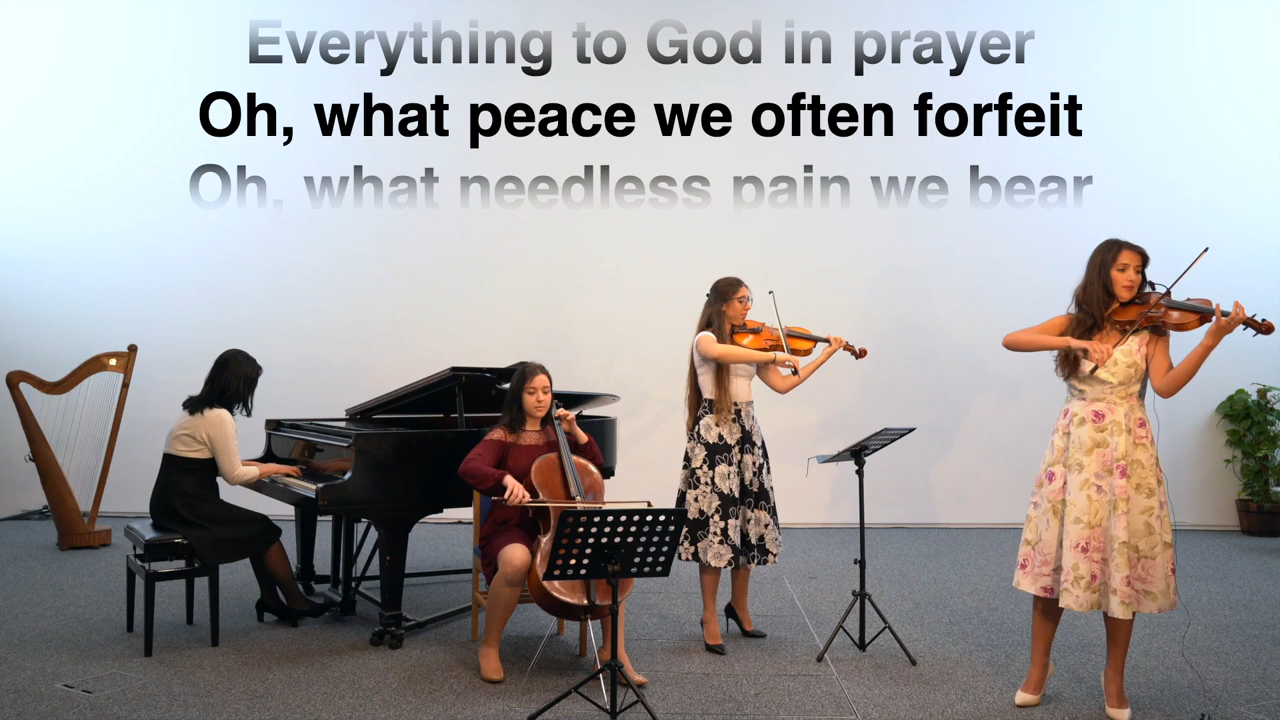 Everything to God in prayer
Oh, what peace we often forfeit
Oh, what needless pain we bear